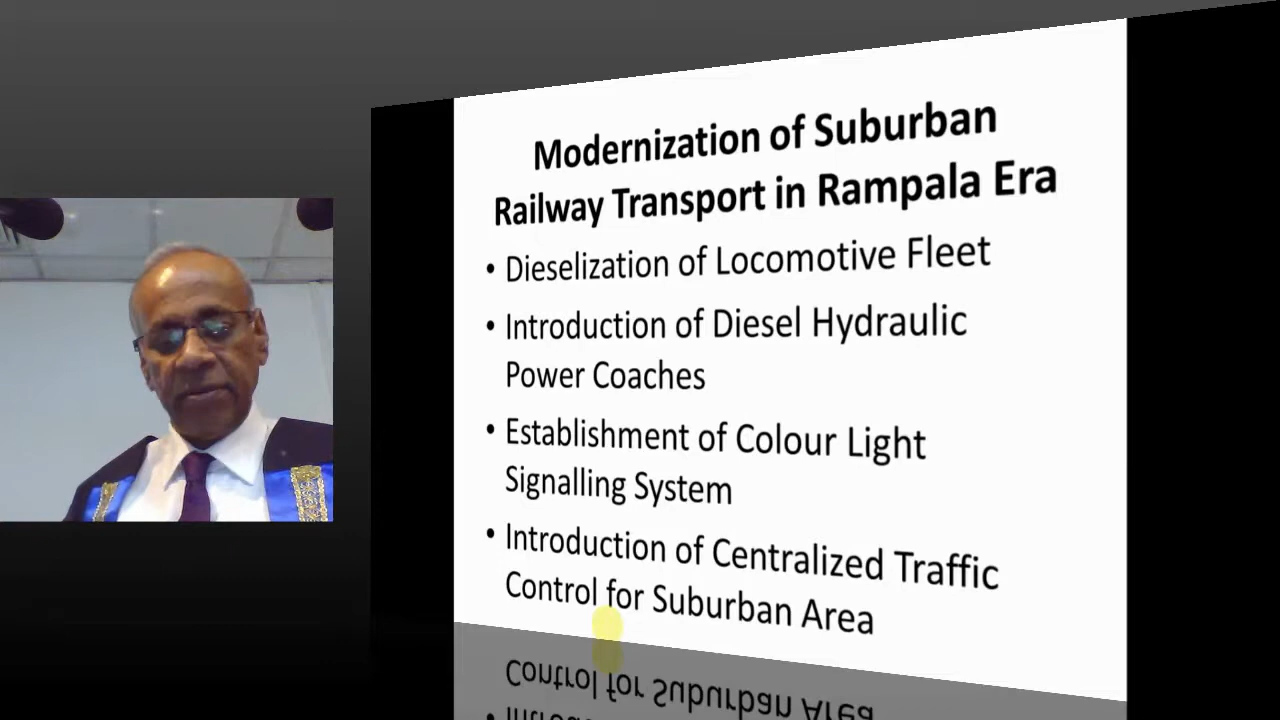 Modernization of Suburban
Railway Transport in Rampala Era
• Dieselization of Locomotive Fleet
• Introduction of Diesel Hydraulic
Power Coaches
• Establishment of Colour Light
Signalling System
• Introduction of Centralized Traffic
Control for Suburban Area